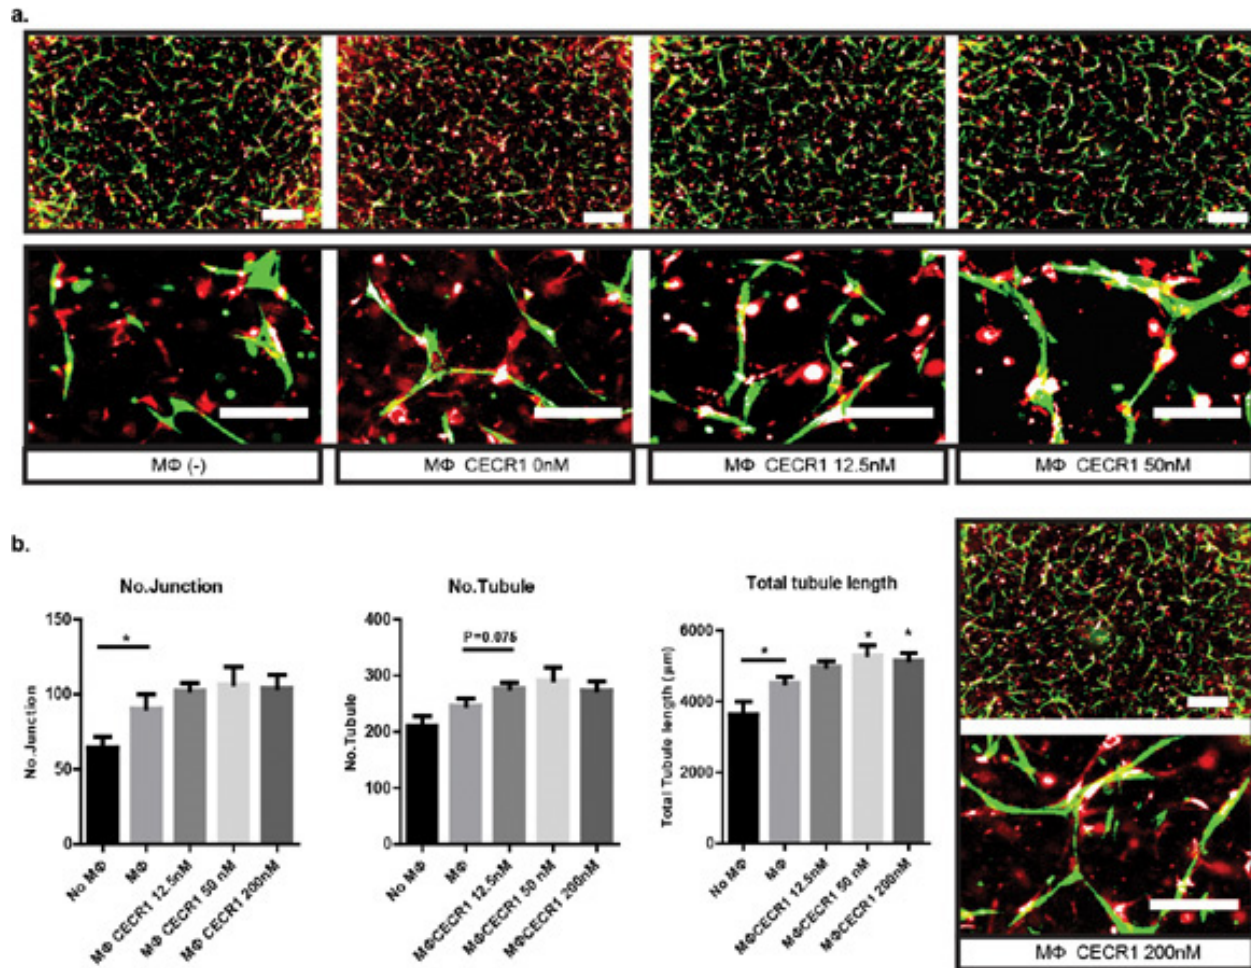 a.
MΦ (-)
MΦ CECR1 0nM
MΦ CECR1 12.5nM
MΦ CECR1 50nM
b.
No.Junction
No.Junction
150
100
50
0
*
No MΦ
MΦ
MΦ CECR1 12.5nM
MΦ CECR1 50 nM
MΦ CECR1 200nM
No.Tubule
No.Tubule
400
300
200
100
0
P=0.075
No MΦ
MΦ
MΦCECR1 12.5nM
MΦCECR1 50 nM
MΦCECR1 200nM
Total tubule length
Total Tubule length (µm)
6000
4000
2000
0
*
*
*
No MΦ
MΦ
MΦCECR1 12.5nM
MΦCECR1 50 nM
MΦCECR1 200nM
MΦ CECR1 200nM